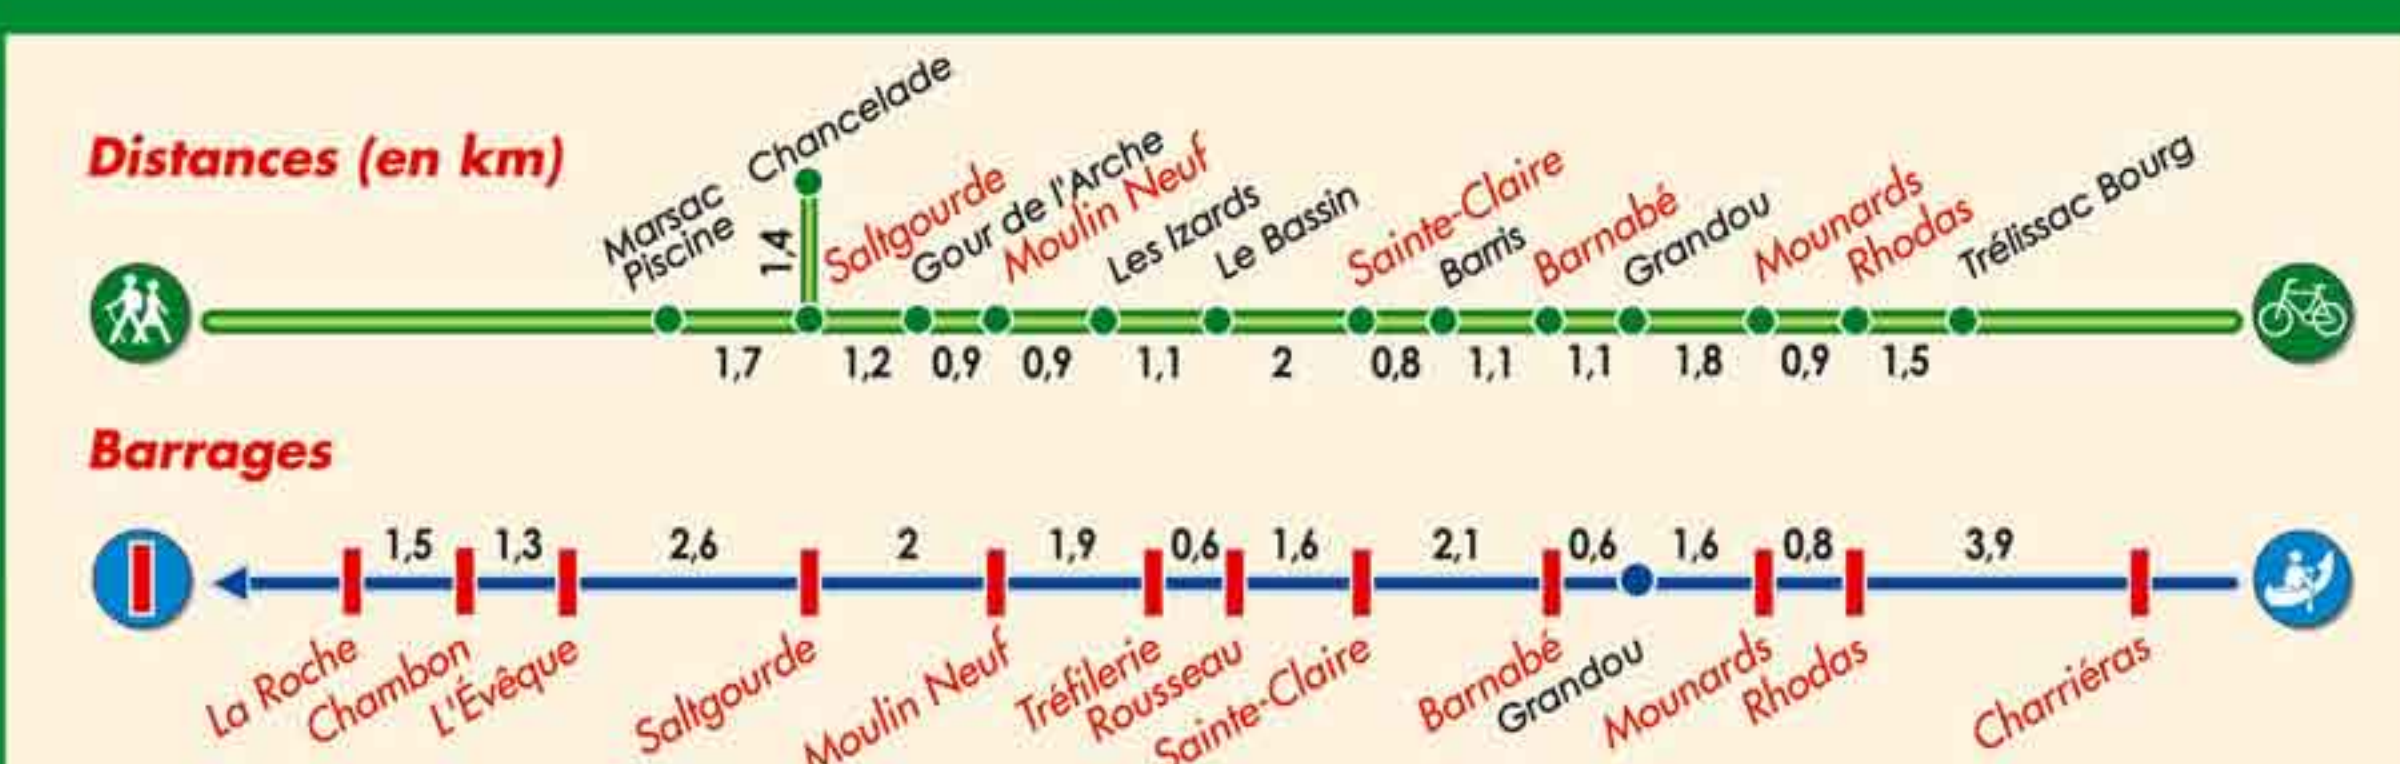 Distances (en km)
Marsac
Piscine
Chancelade
1,4
Saltgourde
Gour de l'Arche
Moulin Neuf
Les Izards
Le Bassin
Sainte-Claire
Barris
Barnabé
Grandou
Mounards
Rhodas
Trélissac Bourg
1,7 1,2 0,9 0,9 1,1 2 0,8 1,1 1,1 1,8 0,9 1,5
Barrages
1,5 1,3 2,6 2 1,9 0,6 1,6 2,1 0,6 1,6 0,8 3,9
La Roche
Chambon
L'Évêque
Saltgourde
Moulin Neuf
Tréfilerie
Rousseau
Sainte-Claire
Barnabé
Grandou
Mounards
Rhodas
Charriéras